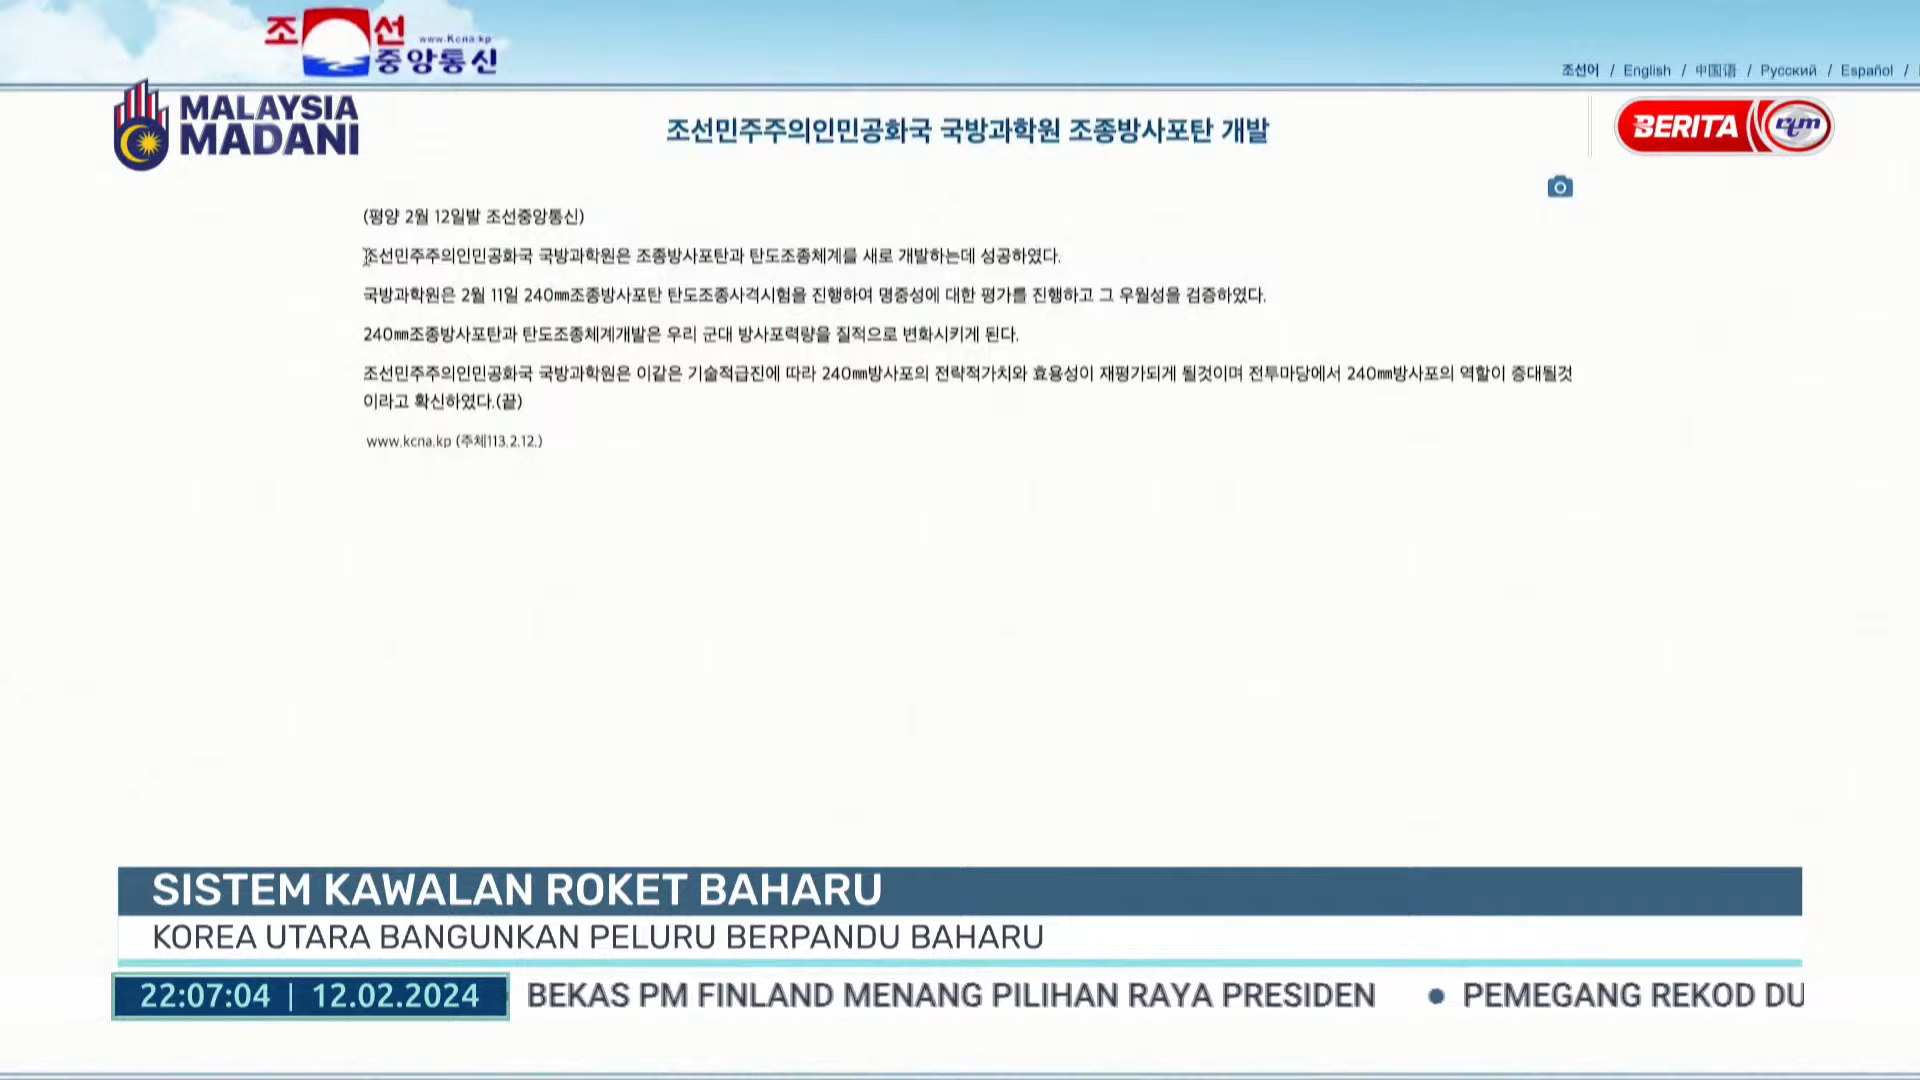 조선
www.kcna.kp
중앙통신
조선어 / English / 中国语 / Русский / Español /
MALAYSIA
MADANI
조선민주주의인민공화국 국방과학원 조종방사포탄 개발
BERITA rtm
(평양 2월 12일발 조선중앙통신)
조선민주주의인민공화국 국방과학원은 조종방사포탄과 탄도조종체계를 새로 개발하는데 성공하였다.
국방과학원은 2월 11일 240㎜조종방사포탄 탄도조종사격시험을 진행하여 명중성에 대한 평가를 진행하고 그 우월성을 검증하였다.
240㎜조종방사포탄과 탄도조종체계개발은 우리 군대 방사포력량을 질적으로 변화시키게 된다.
조선민주주의인민공화국 국방과학원은 이같은 기술적급진에 따라 240㎜방사포의 전략적가치와 효용성이 재평가되게 될것이며 전투마당에서 240㎜방사포의 역할이 증대될것
이라고 확신하였다.(끝)
www.kcna.kp (주체113.2.12.)
SISTEM KAWALAN ROKET BAHARU
KOREA UTARA BANGUNKAN PELURU BERPANDU BAHARU
22:07:04 | 12.02.2024 BEKAS PM FINLAND MENANG PILIHAN RAYA PRESIDEN • PEMEGANG REKOD DU